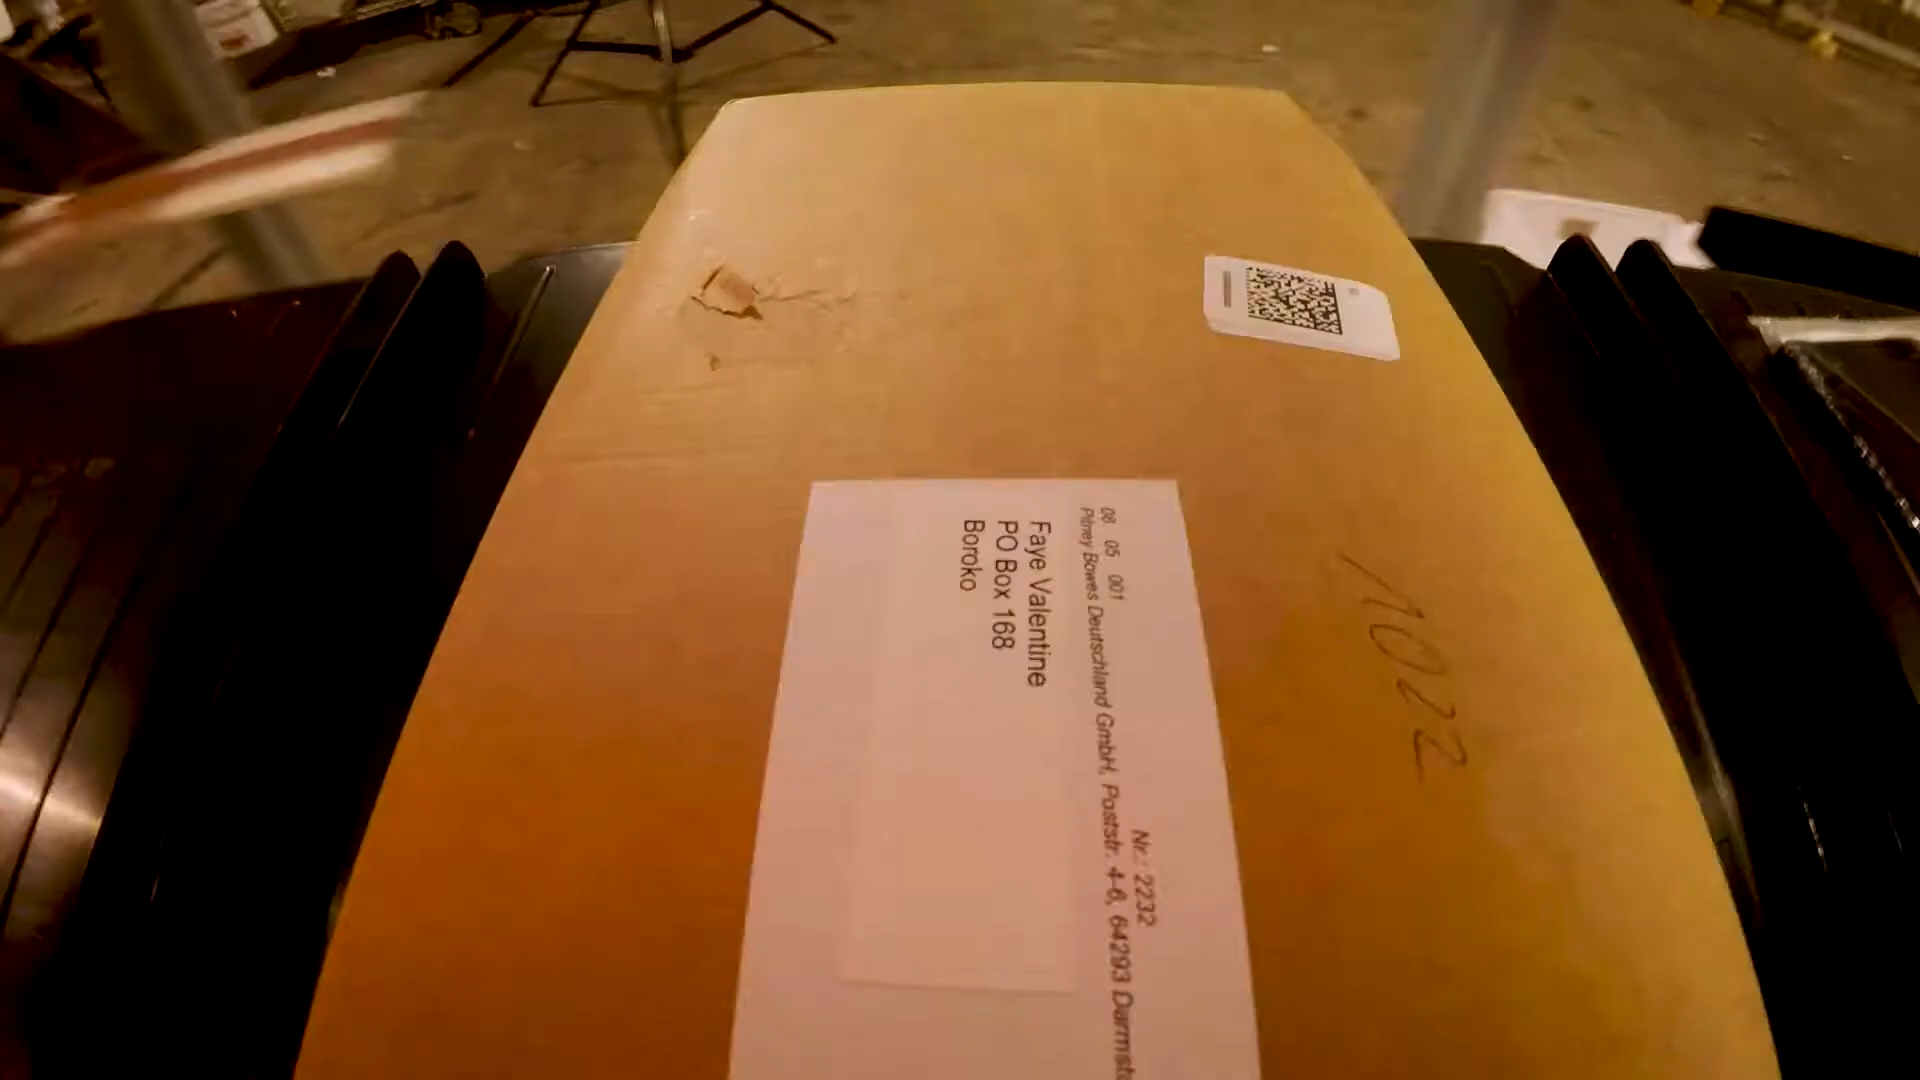 08 05 001
Nr.: 2232
Pitney Bowes Deutschland GmbH, Poststr. 4-6, 64293 Darmst
Faye Valentine
PO Box 168
Boroko
1022